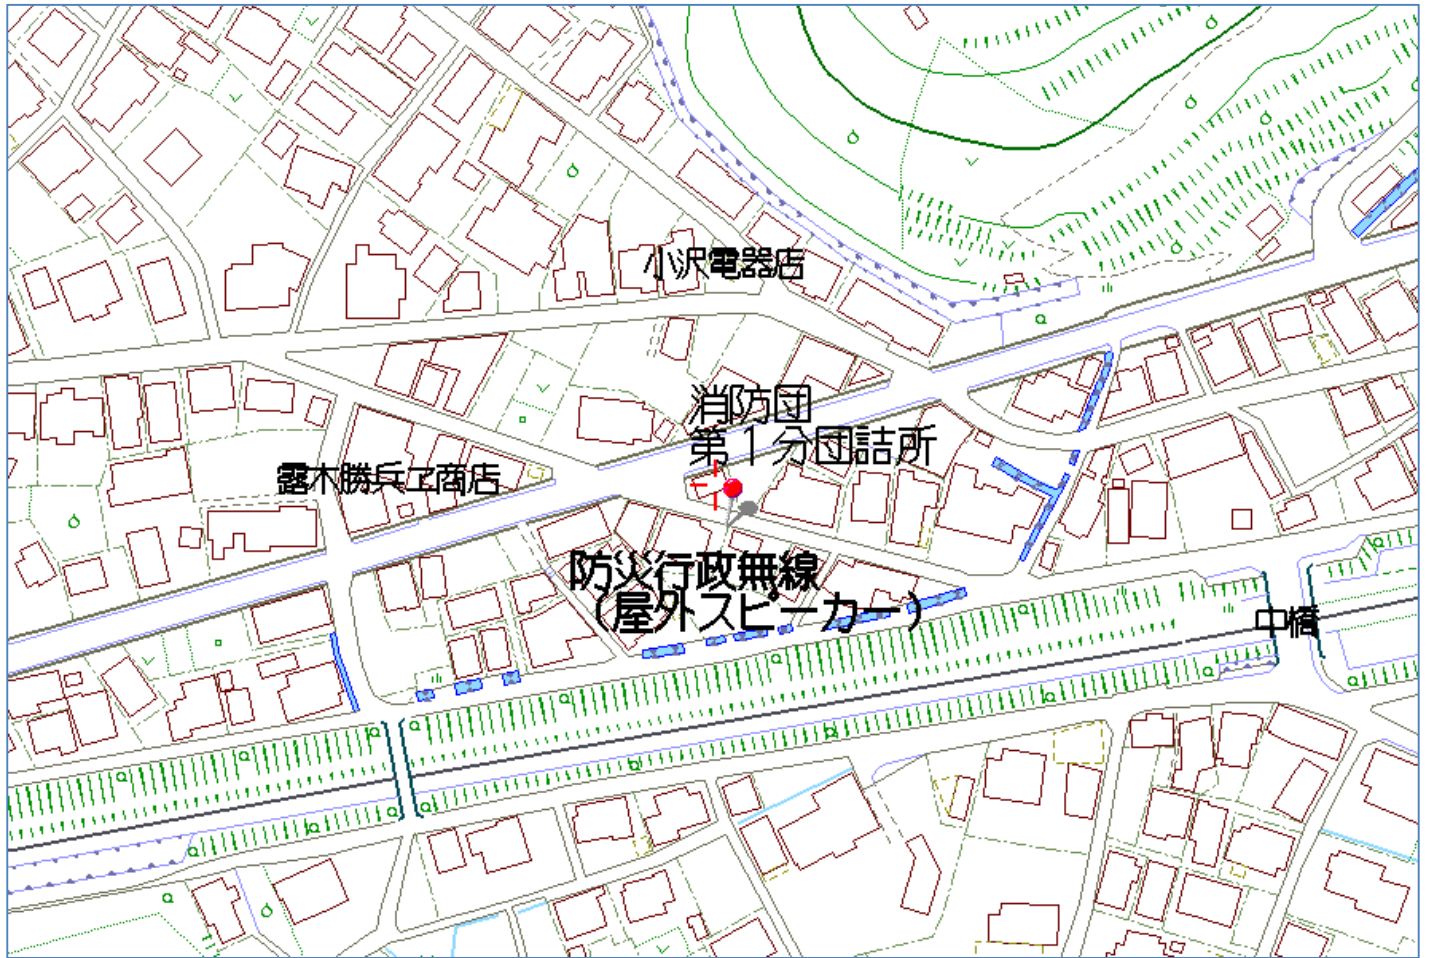 小沢電器店
消防団
第１分団詰所
露木勝兵ヱ商店
防災行政無線
（屋外スピーカー）
中橋